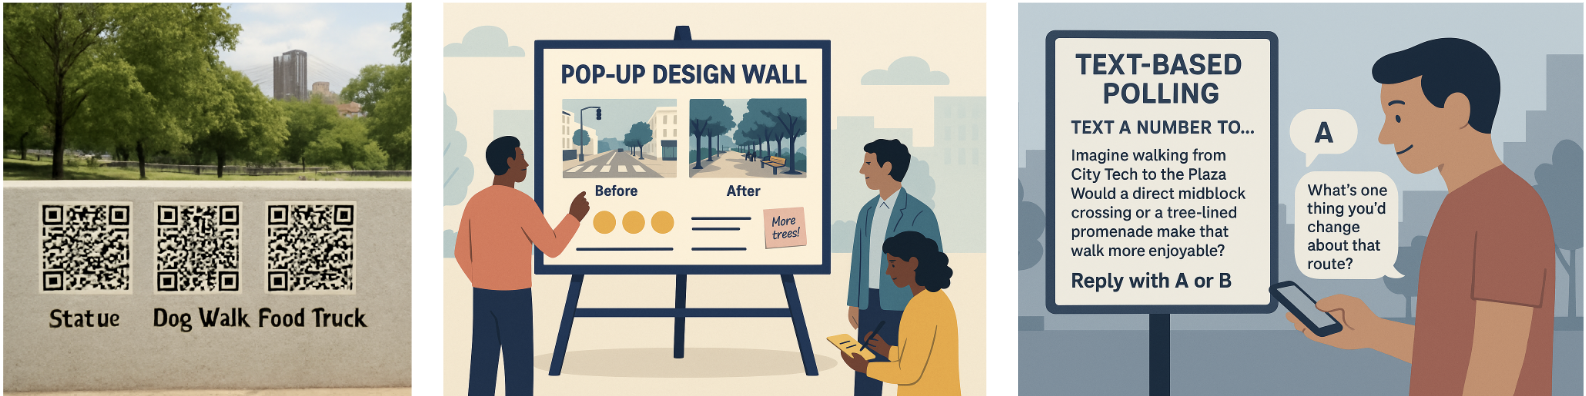 Statue
Dog Walk
Food Truck
POP-UP DESIGN WALL
Before
After
More
trees!
TEXT-BASED
POLLING
TEXT A NUMBER TO...
Imagine walking from
City Tech to the Plaza
Would a direct midblock
crossing or a tree-lined
promenade make that
walk more enjoyable?
Reply with A or B
A
What's one
thing you'd
change
about that
route?